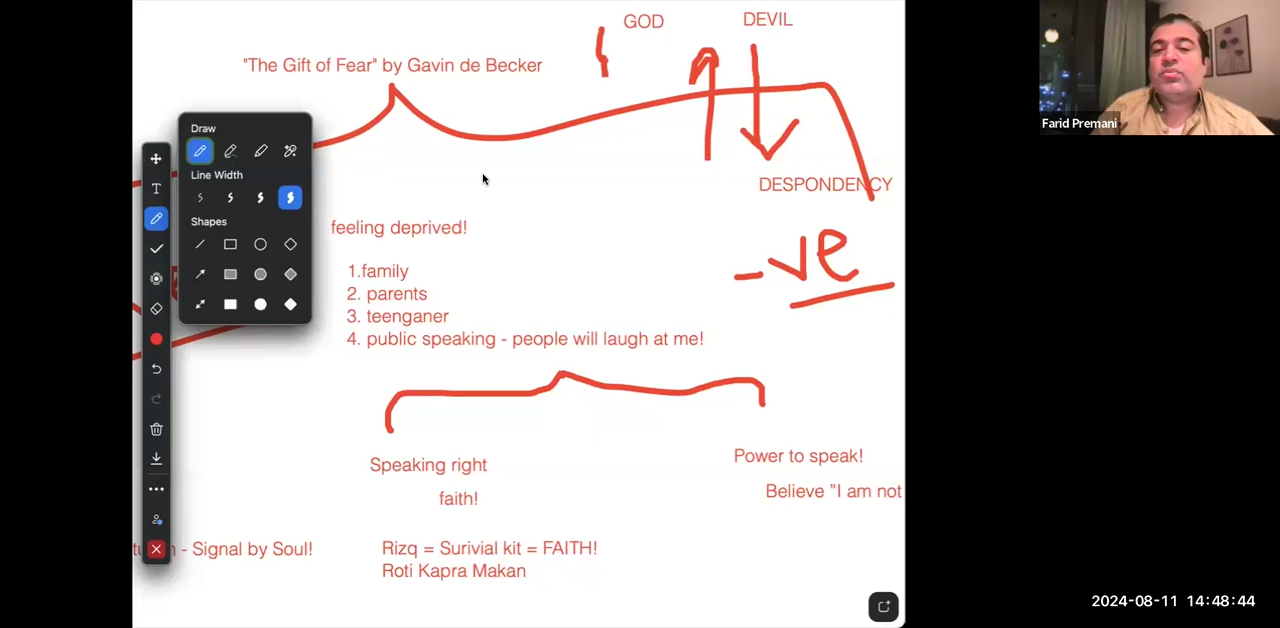 GOD
DEVIL
"The Gift of Fear" by Gavin de Becker
Draw
Farid Premani
Line Width
DESPONDENCY
Shapes
feeling deprived!
-ve
1.family
2. parents
3. teenganer
4. public speaking - people will laugh at me!
Power to speak!
Speaking right
Believe "I am not
faith!
- Signal by Soul!
Rizq = Surivial kit = FAITH!
Roti Kapra Makan
2024-08-11 14:48:44